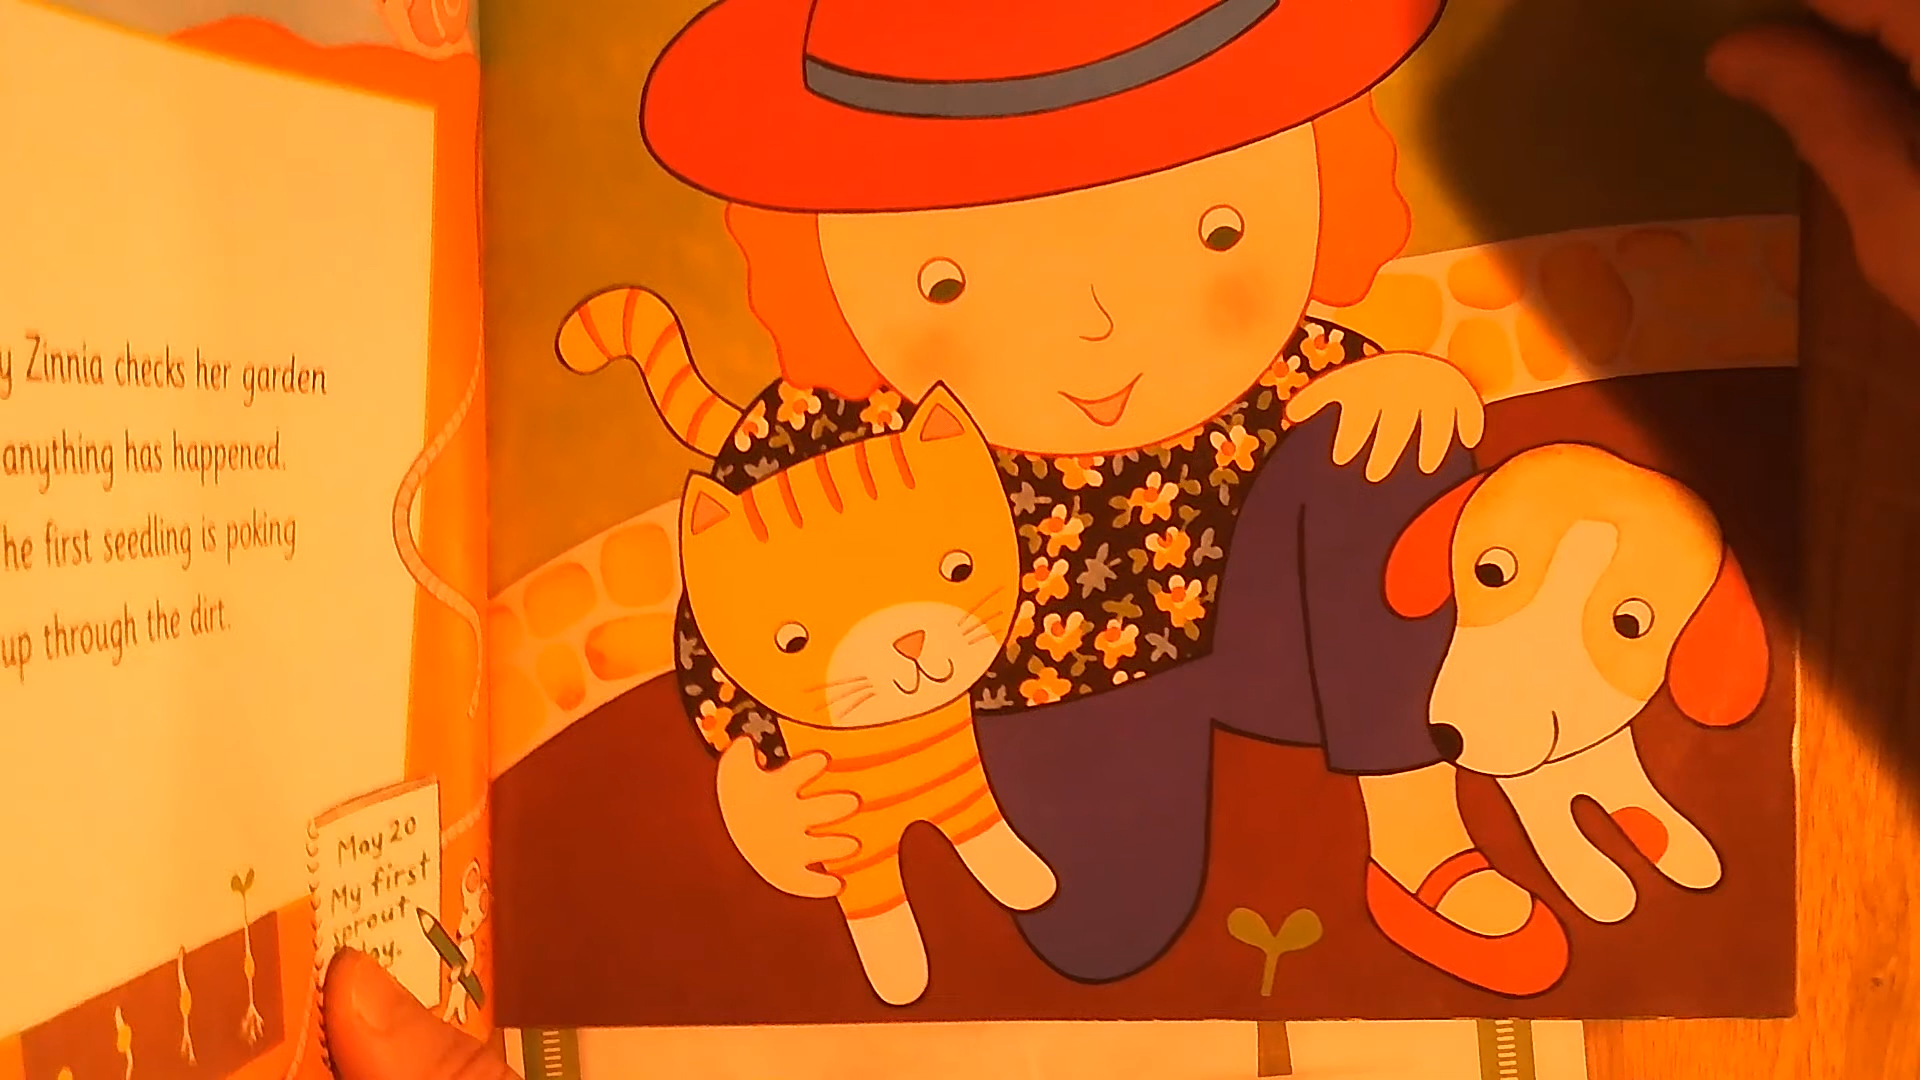 Zinnia checks her garden
anything has happened.
he first seedling is poking
up through the dirt.
May 20
My first
sprout